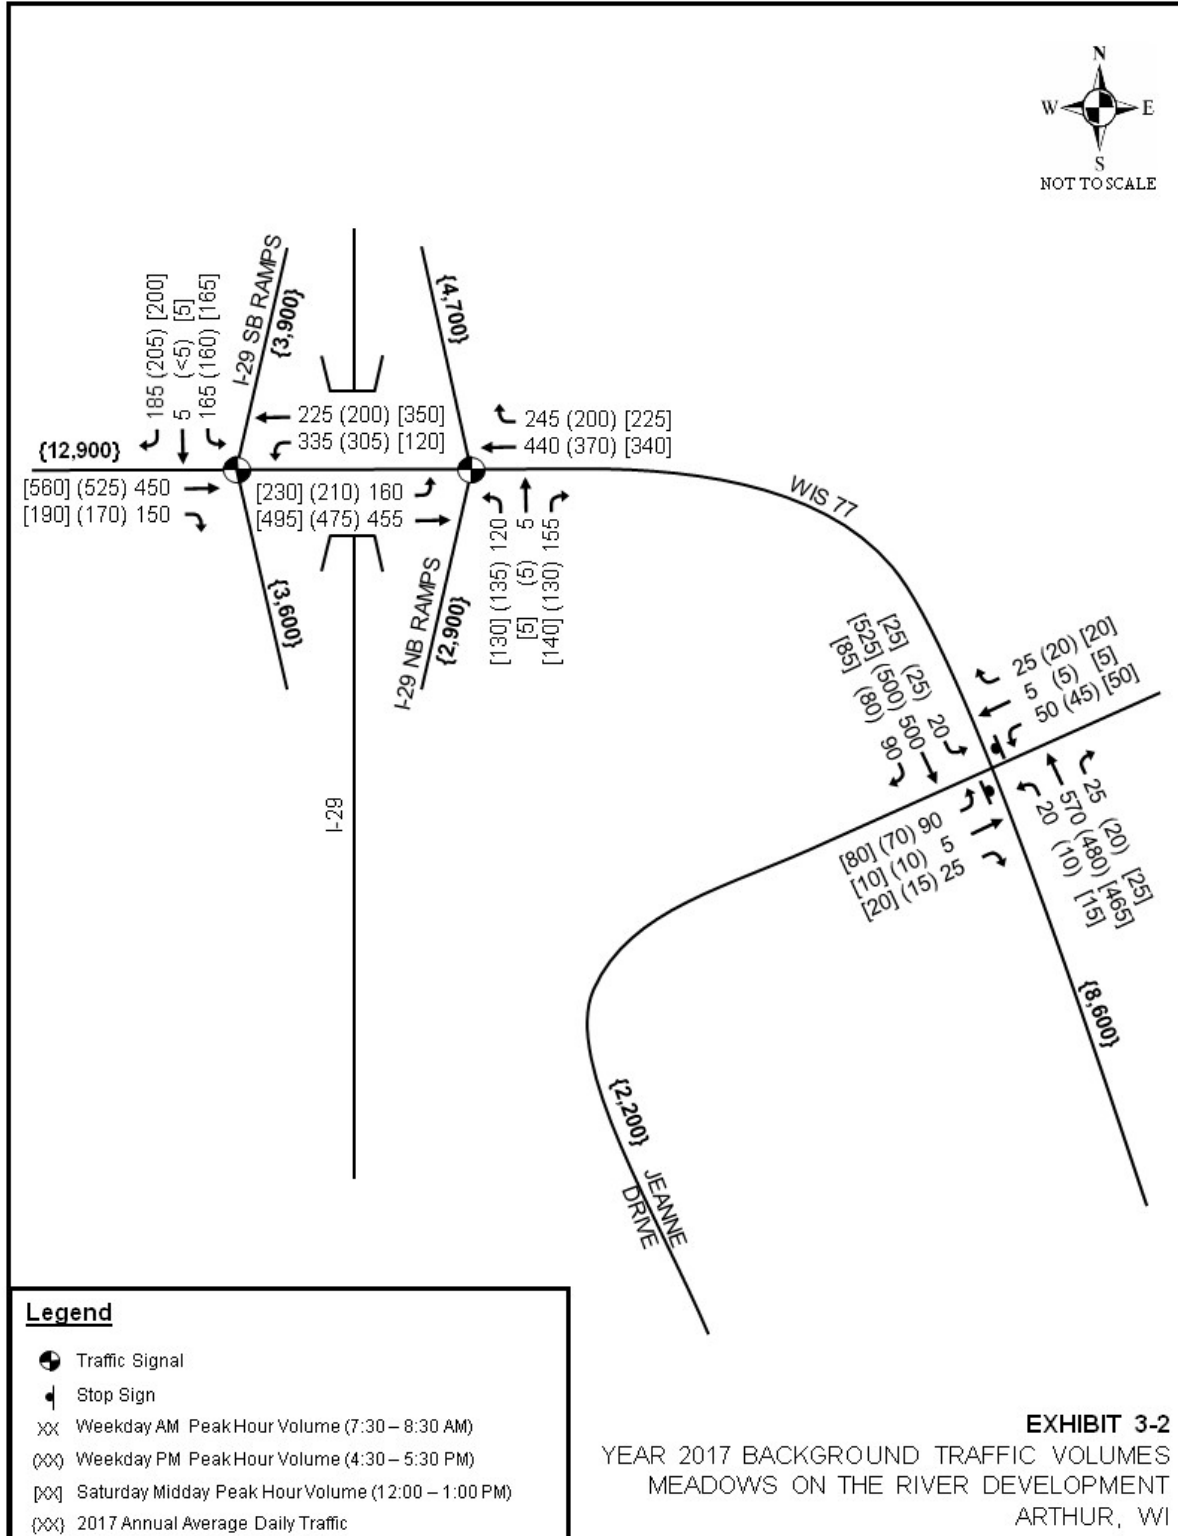 N
W E
S
NOT TO SCALE
185 (205) [200]
5 (<5) [5]
165 (160) [165]
I-29 SB RAMPS
{3,900}
{4,700}
225 (200) [350]
335 (305) [120]
245 (200) [225]
440 (370) [340]
{12,900}
[560] (525) 450
[190] (170) 150
[230] (210) 160
[495] (475) 455
WIS 77
{3,600}
I-29 NB RAMPS
{2,900}
[130] (135) 120
[5] (5) 5
[140] (130) 155
[25] (25) 20
[525] (500) 500
[85] (80) 90
25 (20) [20]
5 (5) [5]
50 (45) [50]
I-29
[80] (70) 90
[10] (10) 5
[20] (15) 25
25 (20) [25]
570 (480) [465]
20 (10) [15]
{8,600}
{2,200}
JEANNE
DRIVE
Legend
Traffic Signal
Stop Sign
XX Weekday AM Peak Hour Volume (7:30 – 8:30 AM)
(XX) Weekday PM Peak Hour Volume (4:30 – 5:30 PM)
[XX] Saturday Midday Peak Hour Volume (12:00 – 1:00 PM)
{XX} 2017 Annual Average Daily Traffic
EXHIBIT 3-2
YEAR 2017 BACKGROUND TRAFFIC VOLUMES
MEADOWS ON THE RIVER DEVELOPMENT
ARTHUR, WI